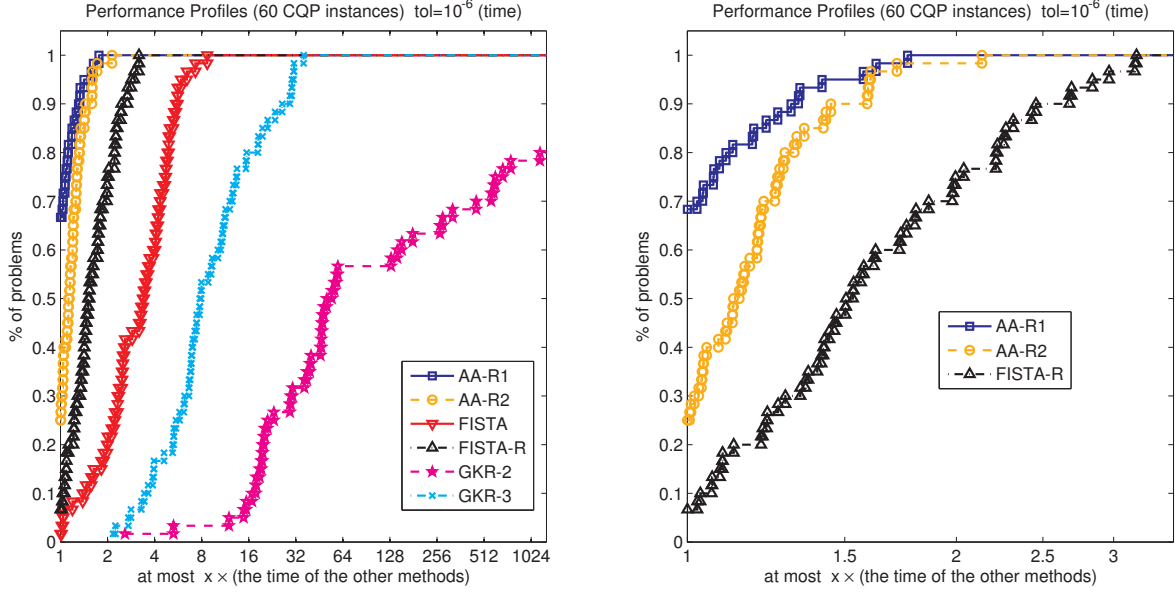 Performance Profiles (60 CQP instances) tol=10^-6 (time)
% of problems
1
0.9
0.8
0.7
0.6
0.5
0.4
0.3
0.2
0.1
0
AA-R1
AA-R2
FISTA
FISTA-R
GKR-2
GKR-3
1 2 4 8 16 32 64 128 256 512 1024
at most x × (the time of the other methods)
Performance Profiles (60 CQP instances) tol=10^-6 (time)
% of problems
1
0.9
0.8
0.7
0.6
0.5
0.4
0.3
0.2
0.1
0
AA-R1
AA-R2
FISTA-R
1 1.5 2 2.5 3
at most x × (the time of the other methods)